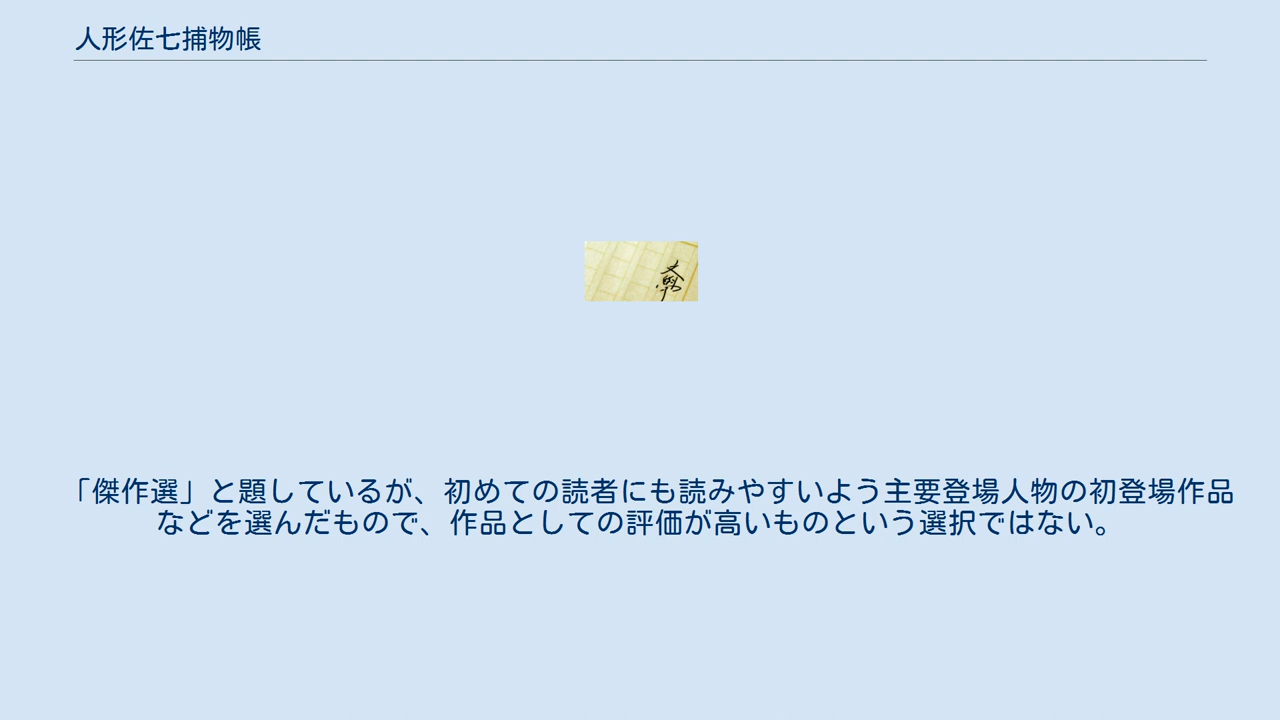 人形佐七捕物帳
「傑作選」と題しているが、初めての読者にも読みやすいよう主要登場人物の初登場作品
などを選んだもので、作品としての評価が高いものという選択ではない。